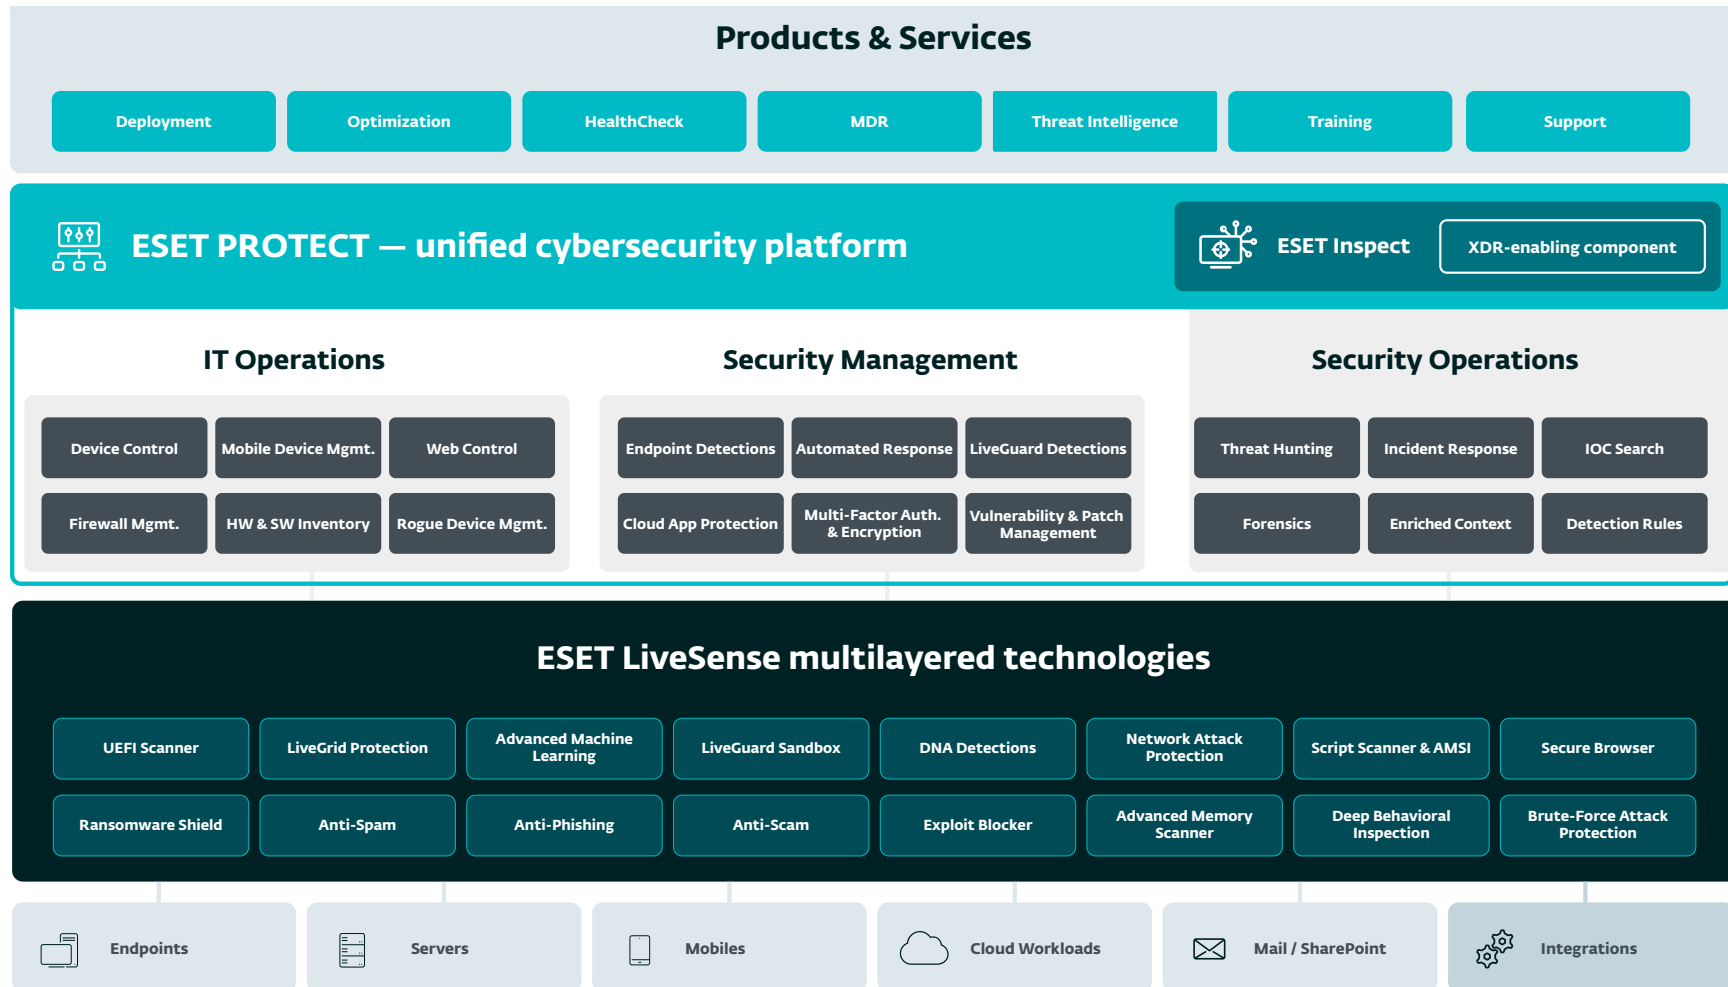 Products & Services
Deployment
Optimization
HealthCheck
MDR
Threat Intelligence
Training
Support
ESET PROTECT — unified cybersecurity platform
ESET Inspect
XDR-enabling component
IT Operations
Device Control
Mobile Device Mgmt.
Web Control
Firewall Mgmt.
HW & SW Inventory
Rogue Device Mgmt.
Security Management
Endpoint Detections
Automated Response
LiveGuard Detections
Cloud App Protection
Multi-Factor Auth.
& Encryption
Vulnerability & Patch
Management
Security Operations
Threat Hunting
Incident Response
IOC Search
Forensics
Enriched Context
Detection Rules
ESET LiveSense multilayered technologies
UEFI Scanner
LiveGrid Protection
Advanced Machine
Learning
LiveGuard Sandbox
DNA Detections
Network Attack
Protection
Script Scanner & AMSI
Secure Browser
Ransomware Shield
Anti-Spam
Anti-Phishing
Anti-Scam
Exploit Blocker
Advanced Memory
Scanner
Deep Behavioral
Inspection
Brute-Force Attack
Protection
Endpoints
Servers
Mobiles
Cloud Workloads
Mail / SharePoint
Integrations